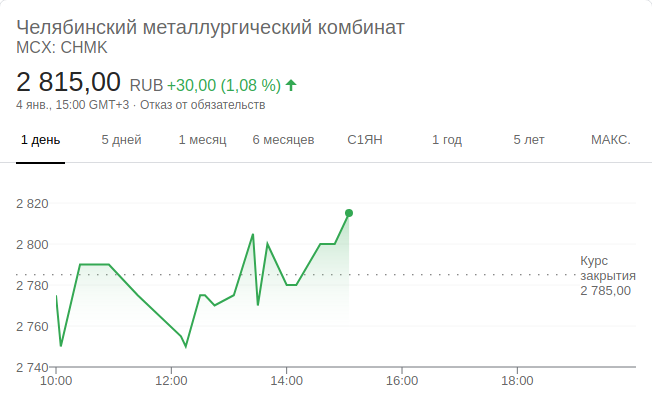 Челябинский металлургический комбинат
MCX: CHMK
2 815,00 RUB +30,00 (1,08 %)
4 янв., 15:00 GMT+3 · Отказ от обязательств
1 день 5 дней 1 месяц 6 месяцев С1ЯН 1 год 5 лет МАКС.
2 820
2 800
Курс
закрытия
2 785,00
2 780
2 760
2 740
10:00 12:00 14:00 16:00 18:00